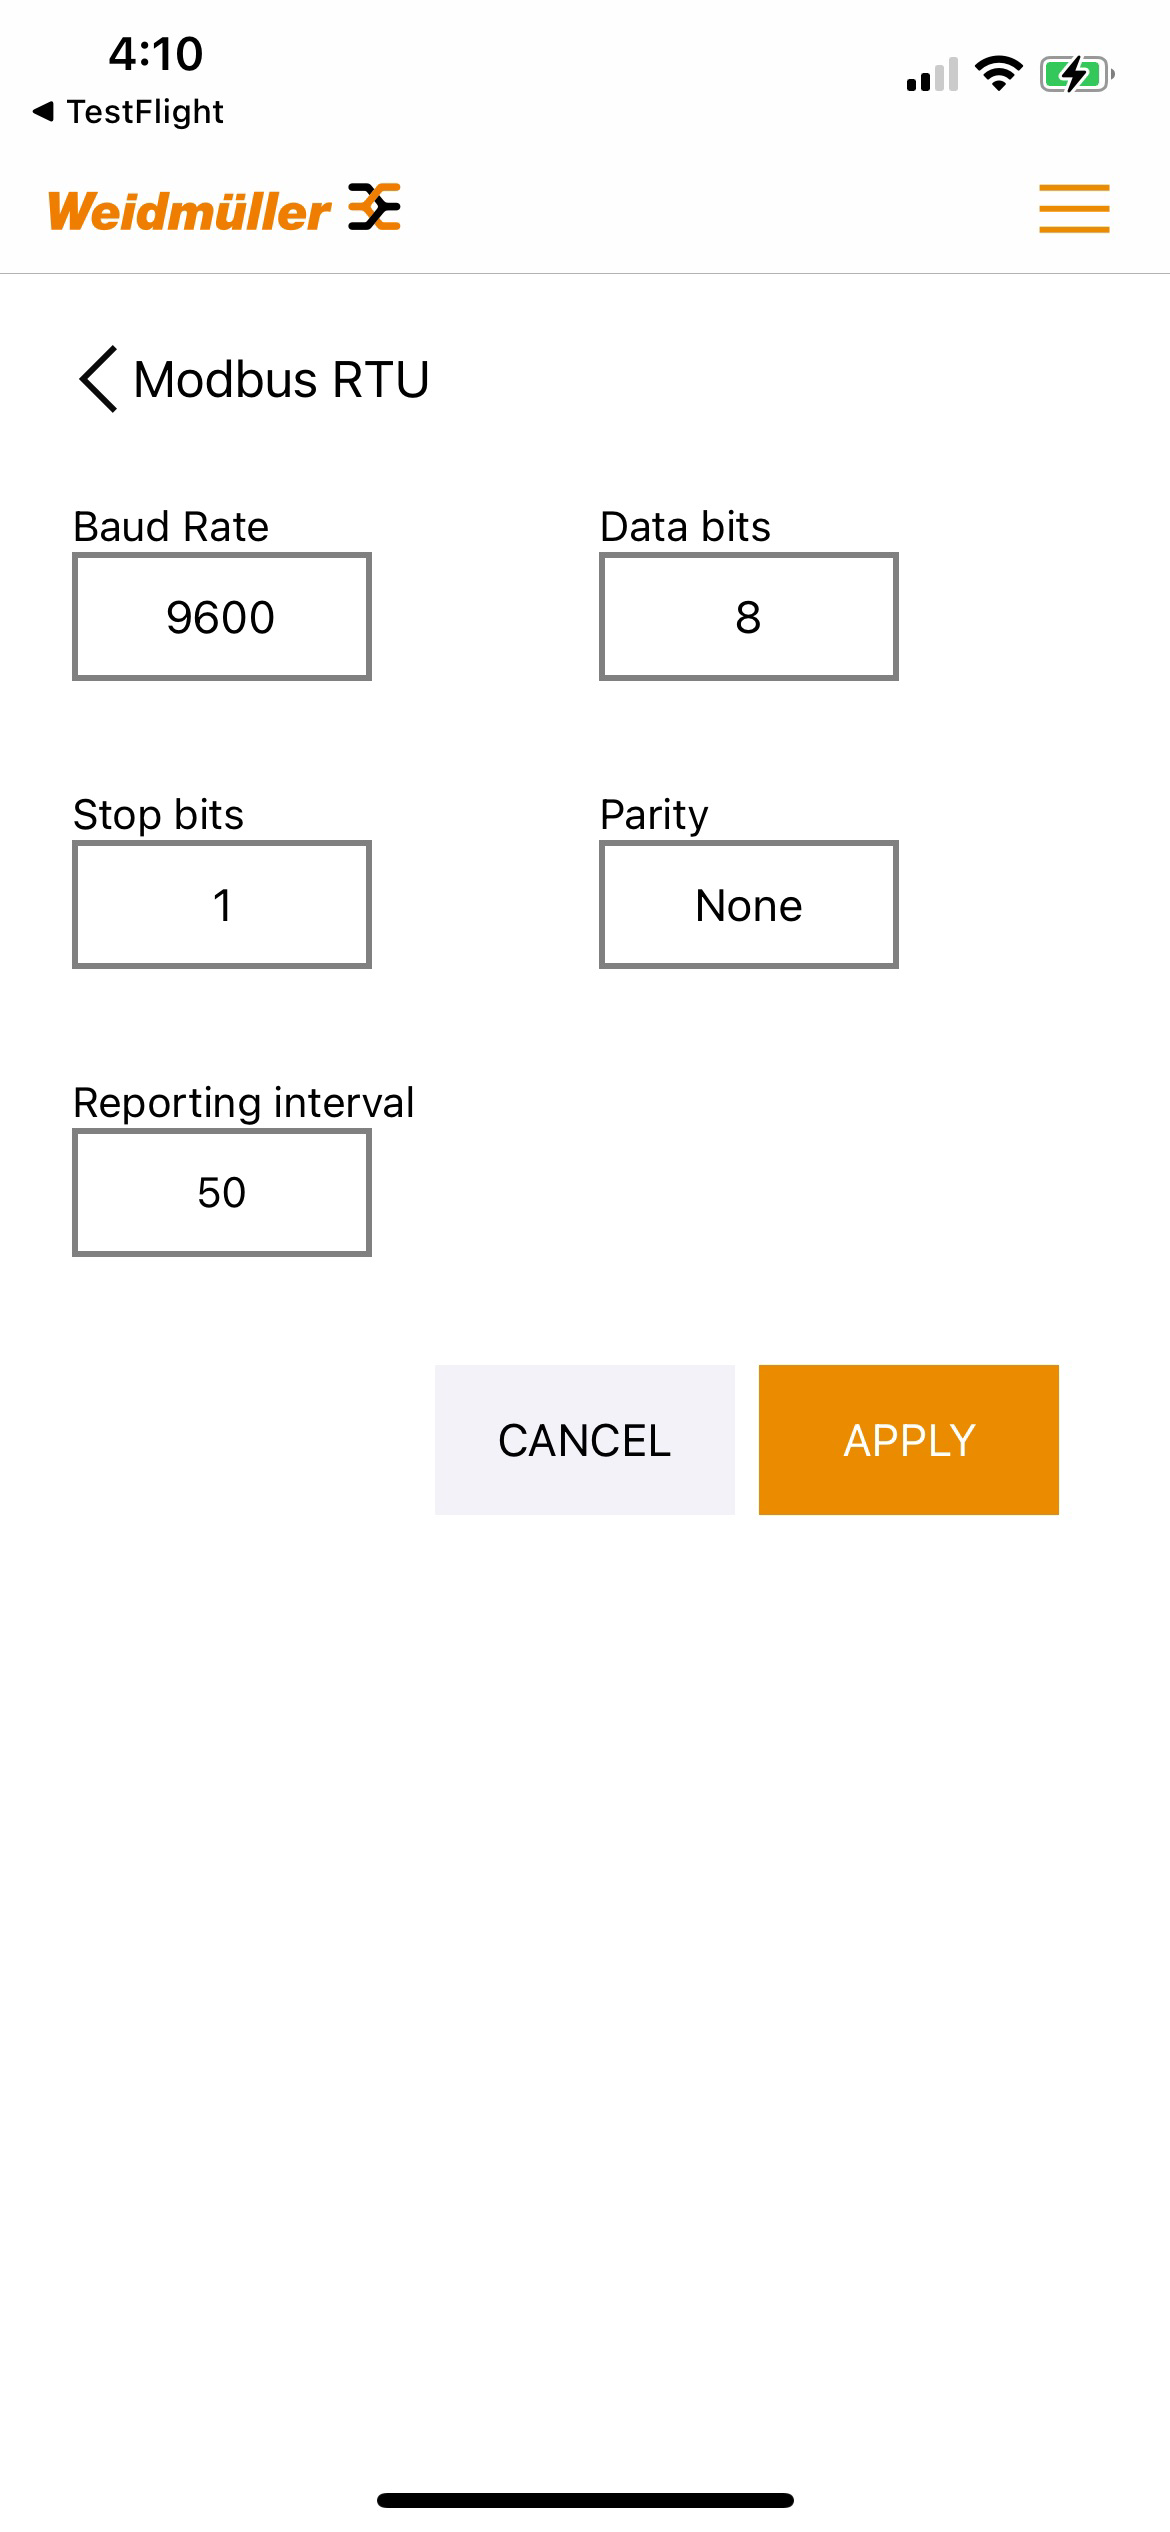 4:10
TestFlight
Weidmüller
Modbus RTU
Baud Rate
Data bits
9600
8
Stop bits
Parity
1
None
Reporting interval
50
CANCEL
APPLY